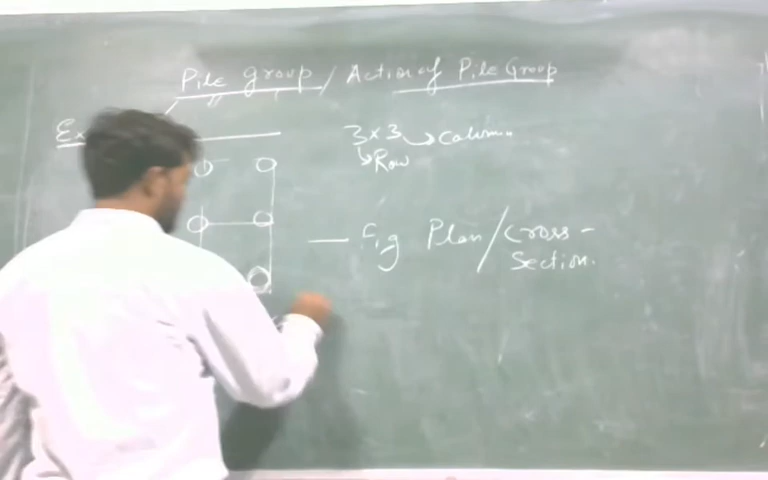 Pile group / Action of Pile Group
Ex
3 x 3 → Column
↳ Row
— Fig Plan / Cross-
Section.